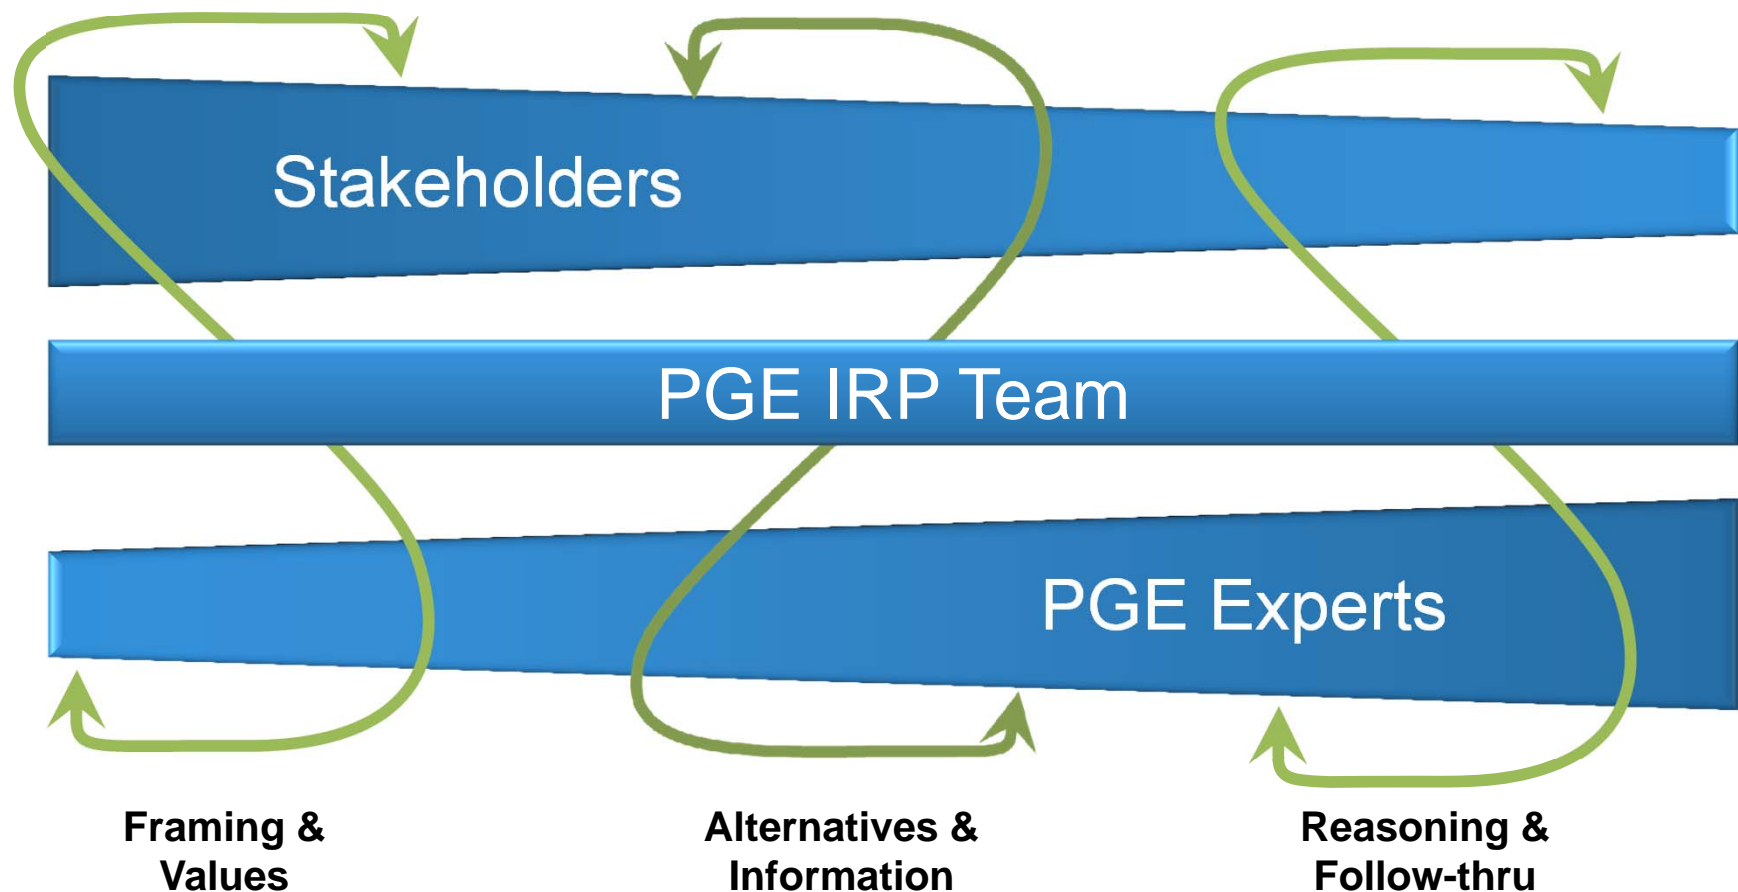 Stakeholders
PGE IRP Team
PGE Experts
Framing &
Values
Alternatives &
Information
Reasoning &
Follow-thru